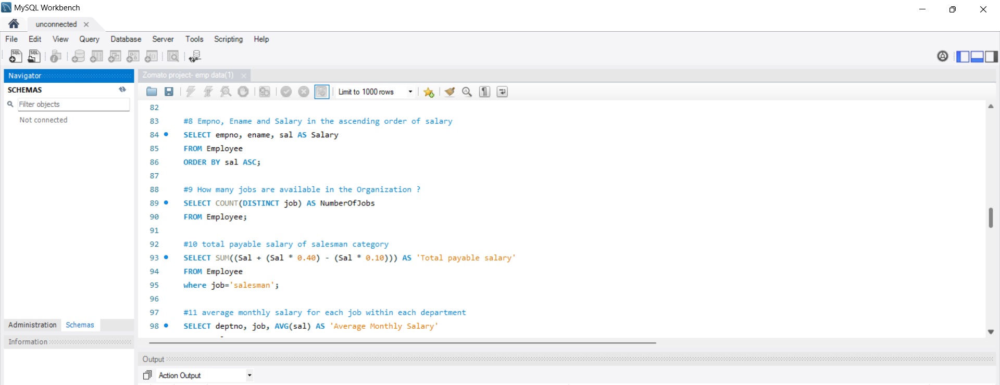 MySQL Workbench
unconnected
File Edit View Query Database Server Tools Scripting Help
SQL SQL
Navigator
SCHEMAS
Filter objects
Not connected
Administration Schemas
Information
Zomato project- emp data(1)
Limit to 1000 rows
82
83 #8 Empno, Ename and Salary in the ascending order of salary
84 SELECT empno, ename, sal AS Salary
85 FROM Employee
86 ORDER BY sal ASC;
87
88 #9 How many jobs are available in the Organization ?
89 SELECT COUNT(DISTINCT job) AS NumberOfJobs
90 FROM Employee;
91
92 #10 total payable salary of salesman category
93 SELECT SUM((Sal + (Sal * 0.40) - (Sal * 0.10))) AS 'Total payable salary'
94 FROM Employee
95 where job='salesman';
96
97 #11 average monthly salary for each job within each department
98 SELECT deptno, job, AVG(sal) AS 'Average Monthly Salary'
Output
Action Output